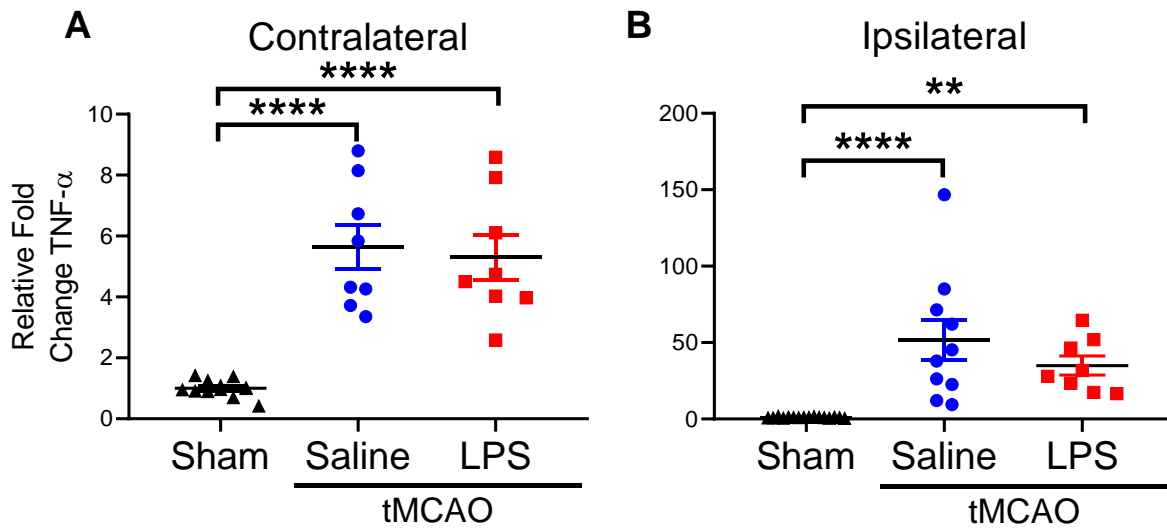 A
Contralateral
****
****
Relative Fold
Change TNF-α
10
8
6
4
2
0
Sham
Saline
LPS
tMCAO
B
Ipsilateral
**
****
200
150
100
50
0
Sham
Saline
LPS
tMCAO